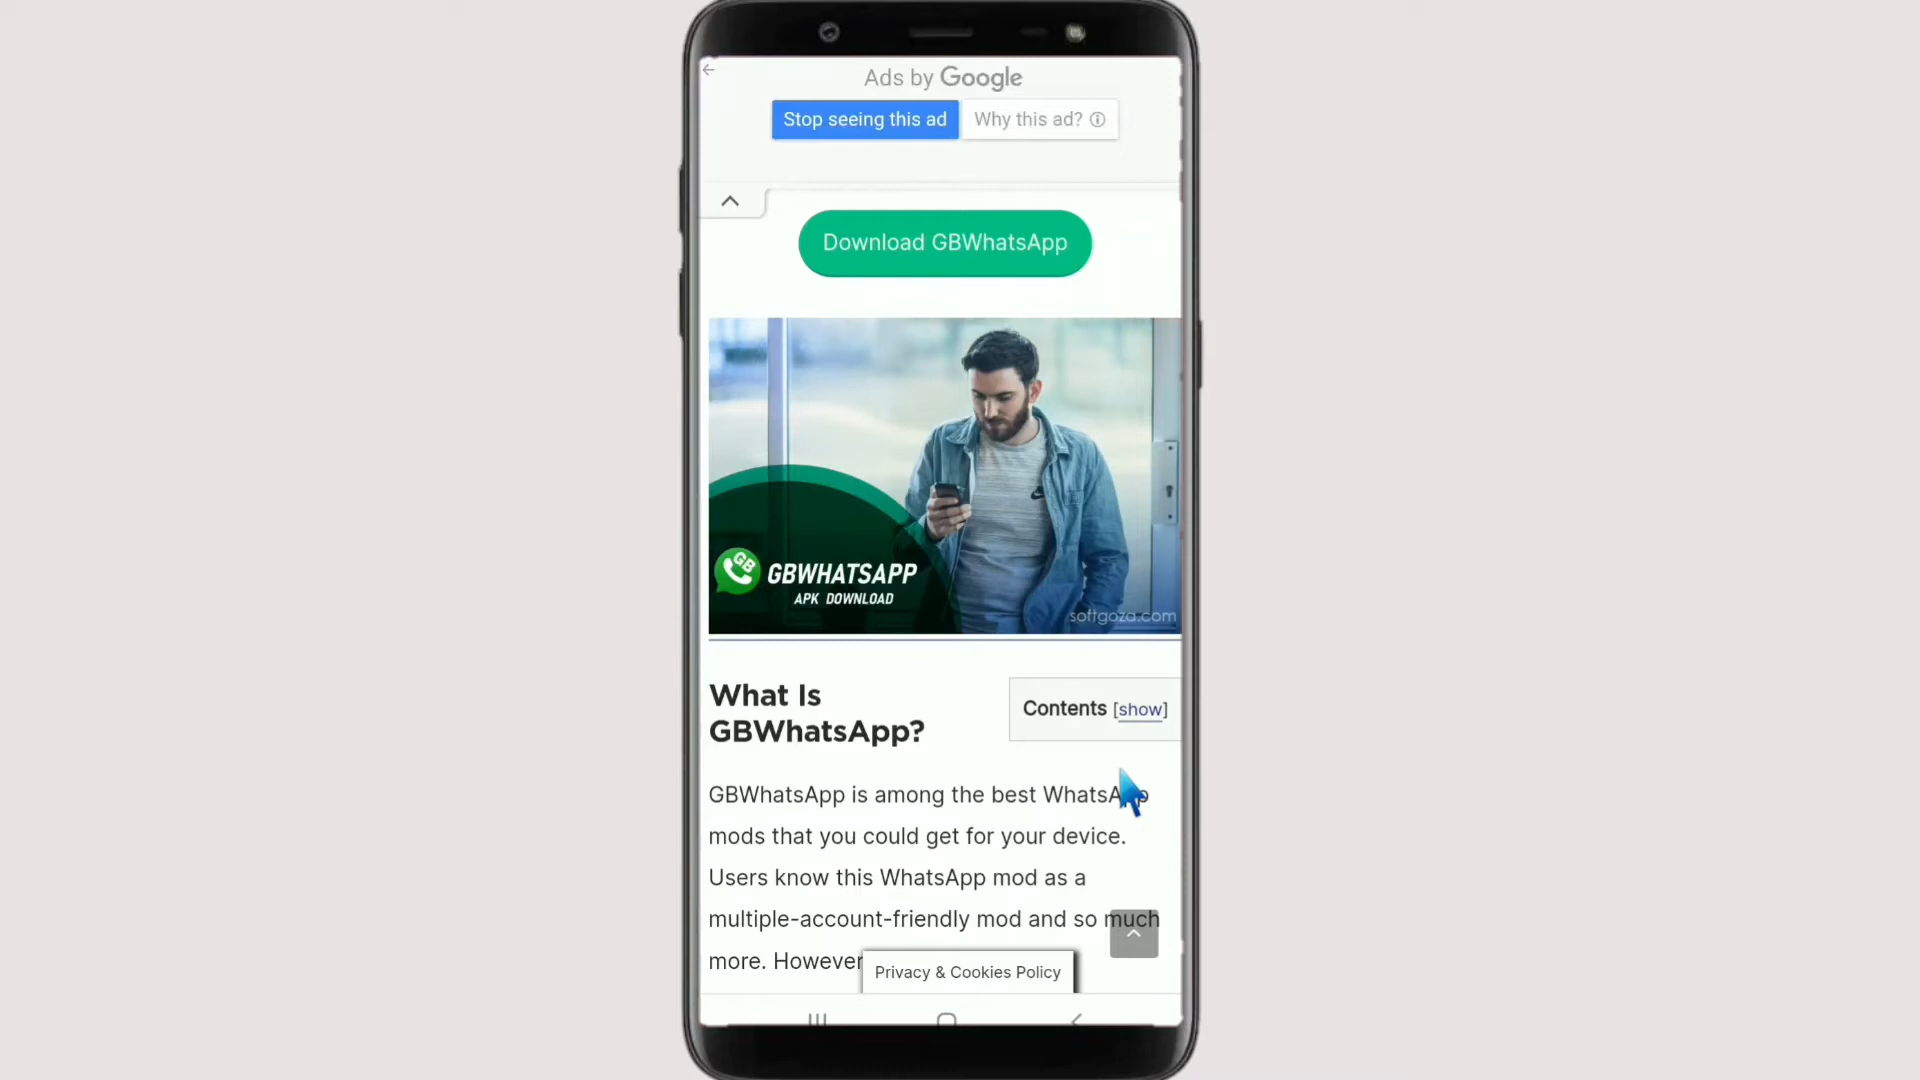 Ads by Google
Stop seeing this ad
Why this ad?
Download GBWhatsApp
GB
GBWHATSAPP
APK DOWNLOAD
softgoza.com
What Is
GBWhatsApp?
Contents [show]
GBWhatsApp is among the best WhatsApp
mods that you could get for your device.
Users know this WhatsApp mod as a
multiple-account-friendly mod and so much
more. However
Privacy & Cookies Policy